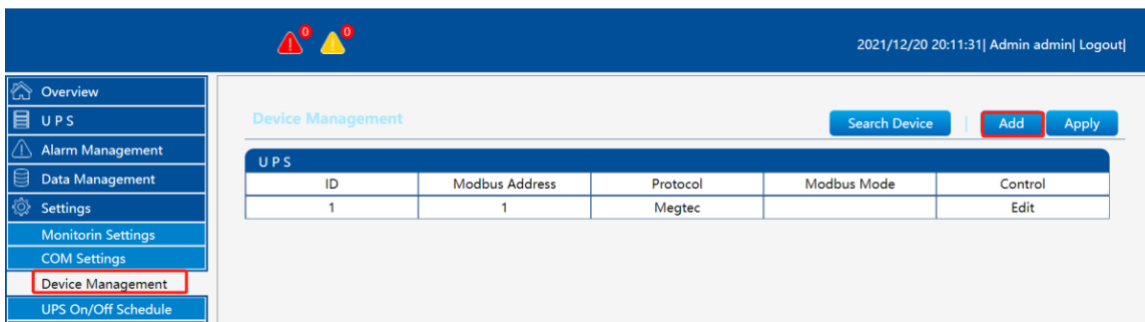 0 0
2021/12/20 20:11:31| Admin admin| Logout|
Overview
UPS
Alarm Management
Data Management
Settings
Monitorin Settings
COM Settings
Device Management
UPS On/Off Schedule
Device Management
Search Device | Add Apply
UPS
ID Modbus Address Protocol Modbus Mode Control
1 1 Megtec Edit